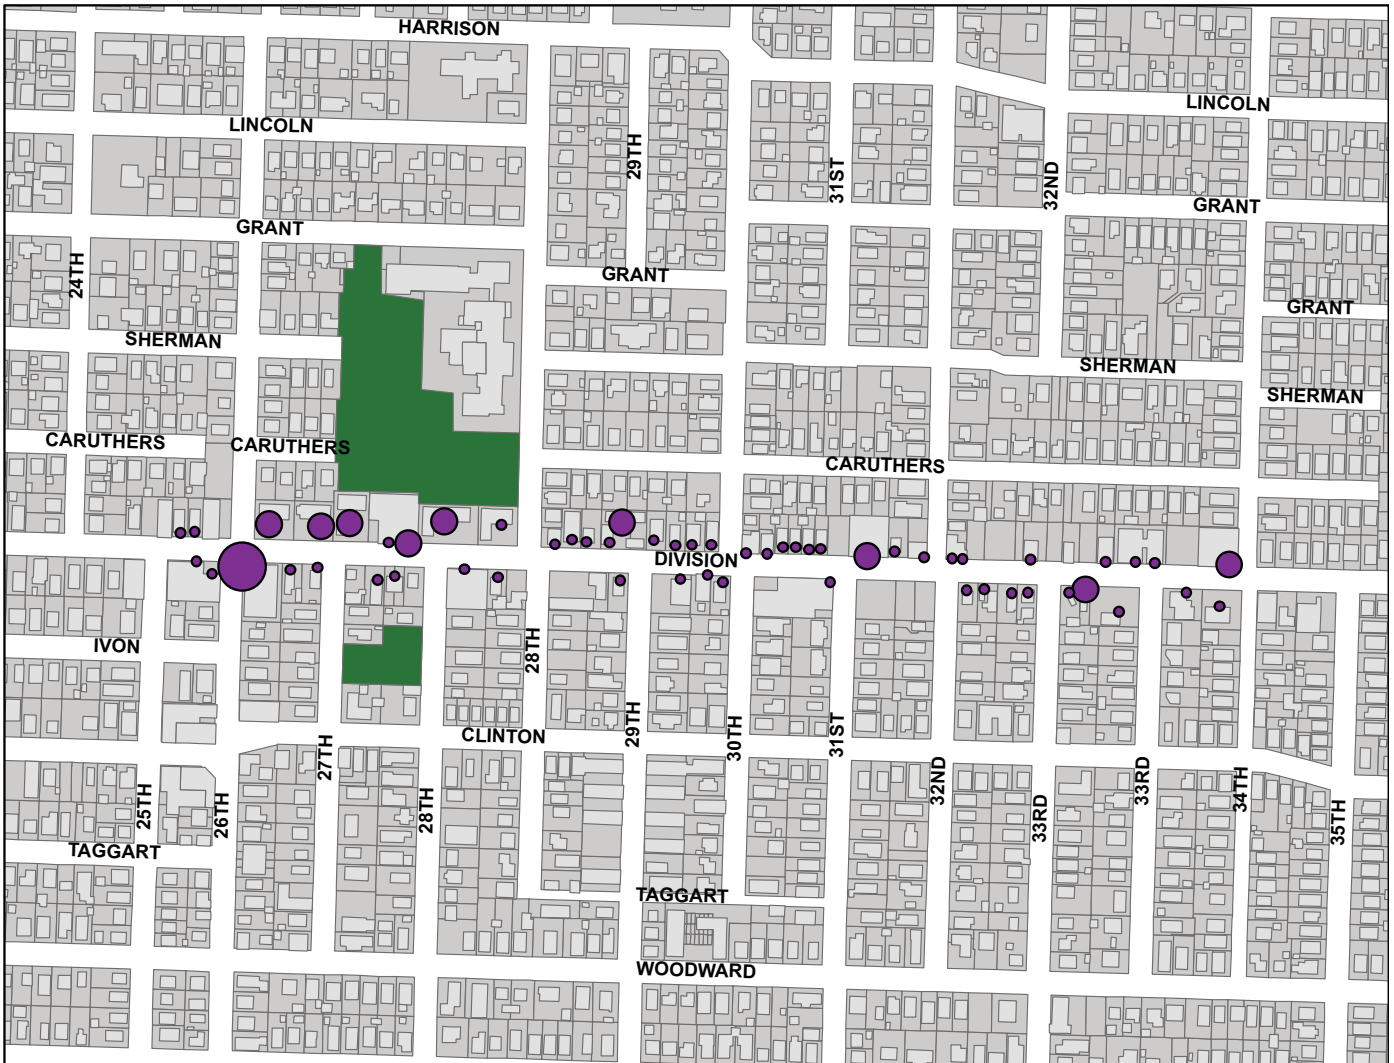 HARRISON
LINCOLN
LINCOLN
29TH
31ST
32ND
GRANT
GRANT
24TH
GRANT
GRANT
SHERMAN
SHERMAN
SHERMAN
CARUTHERS
CARUTHERS
CARUTHERS
DIVISION
IVON
28TH
CLINTON
29TH
30TH
31ST
27TH
28TH
25TH
26TH
32ND
33RD
33RD
34TH
35TH
TAGGART
TAGGART
WOODWARD